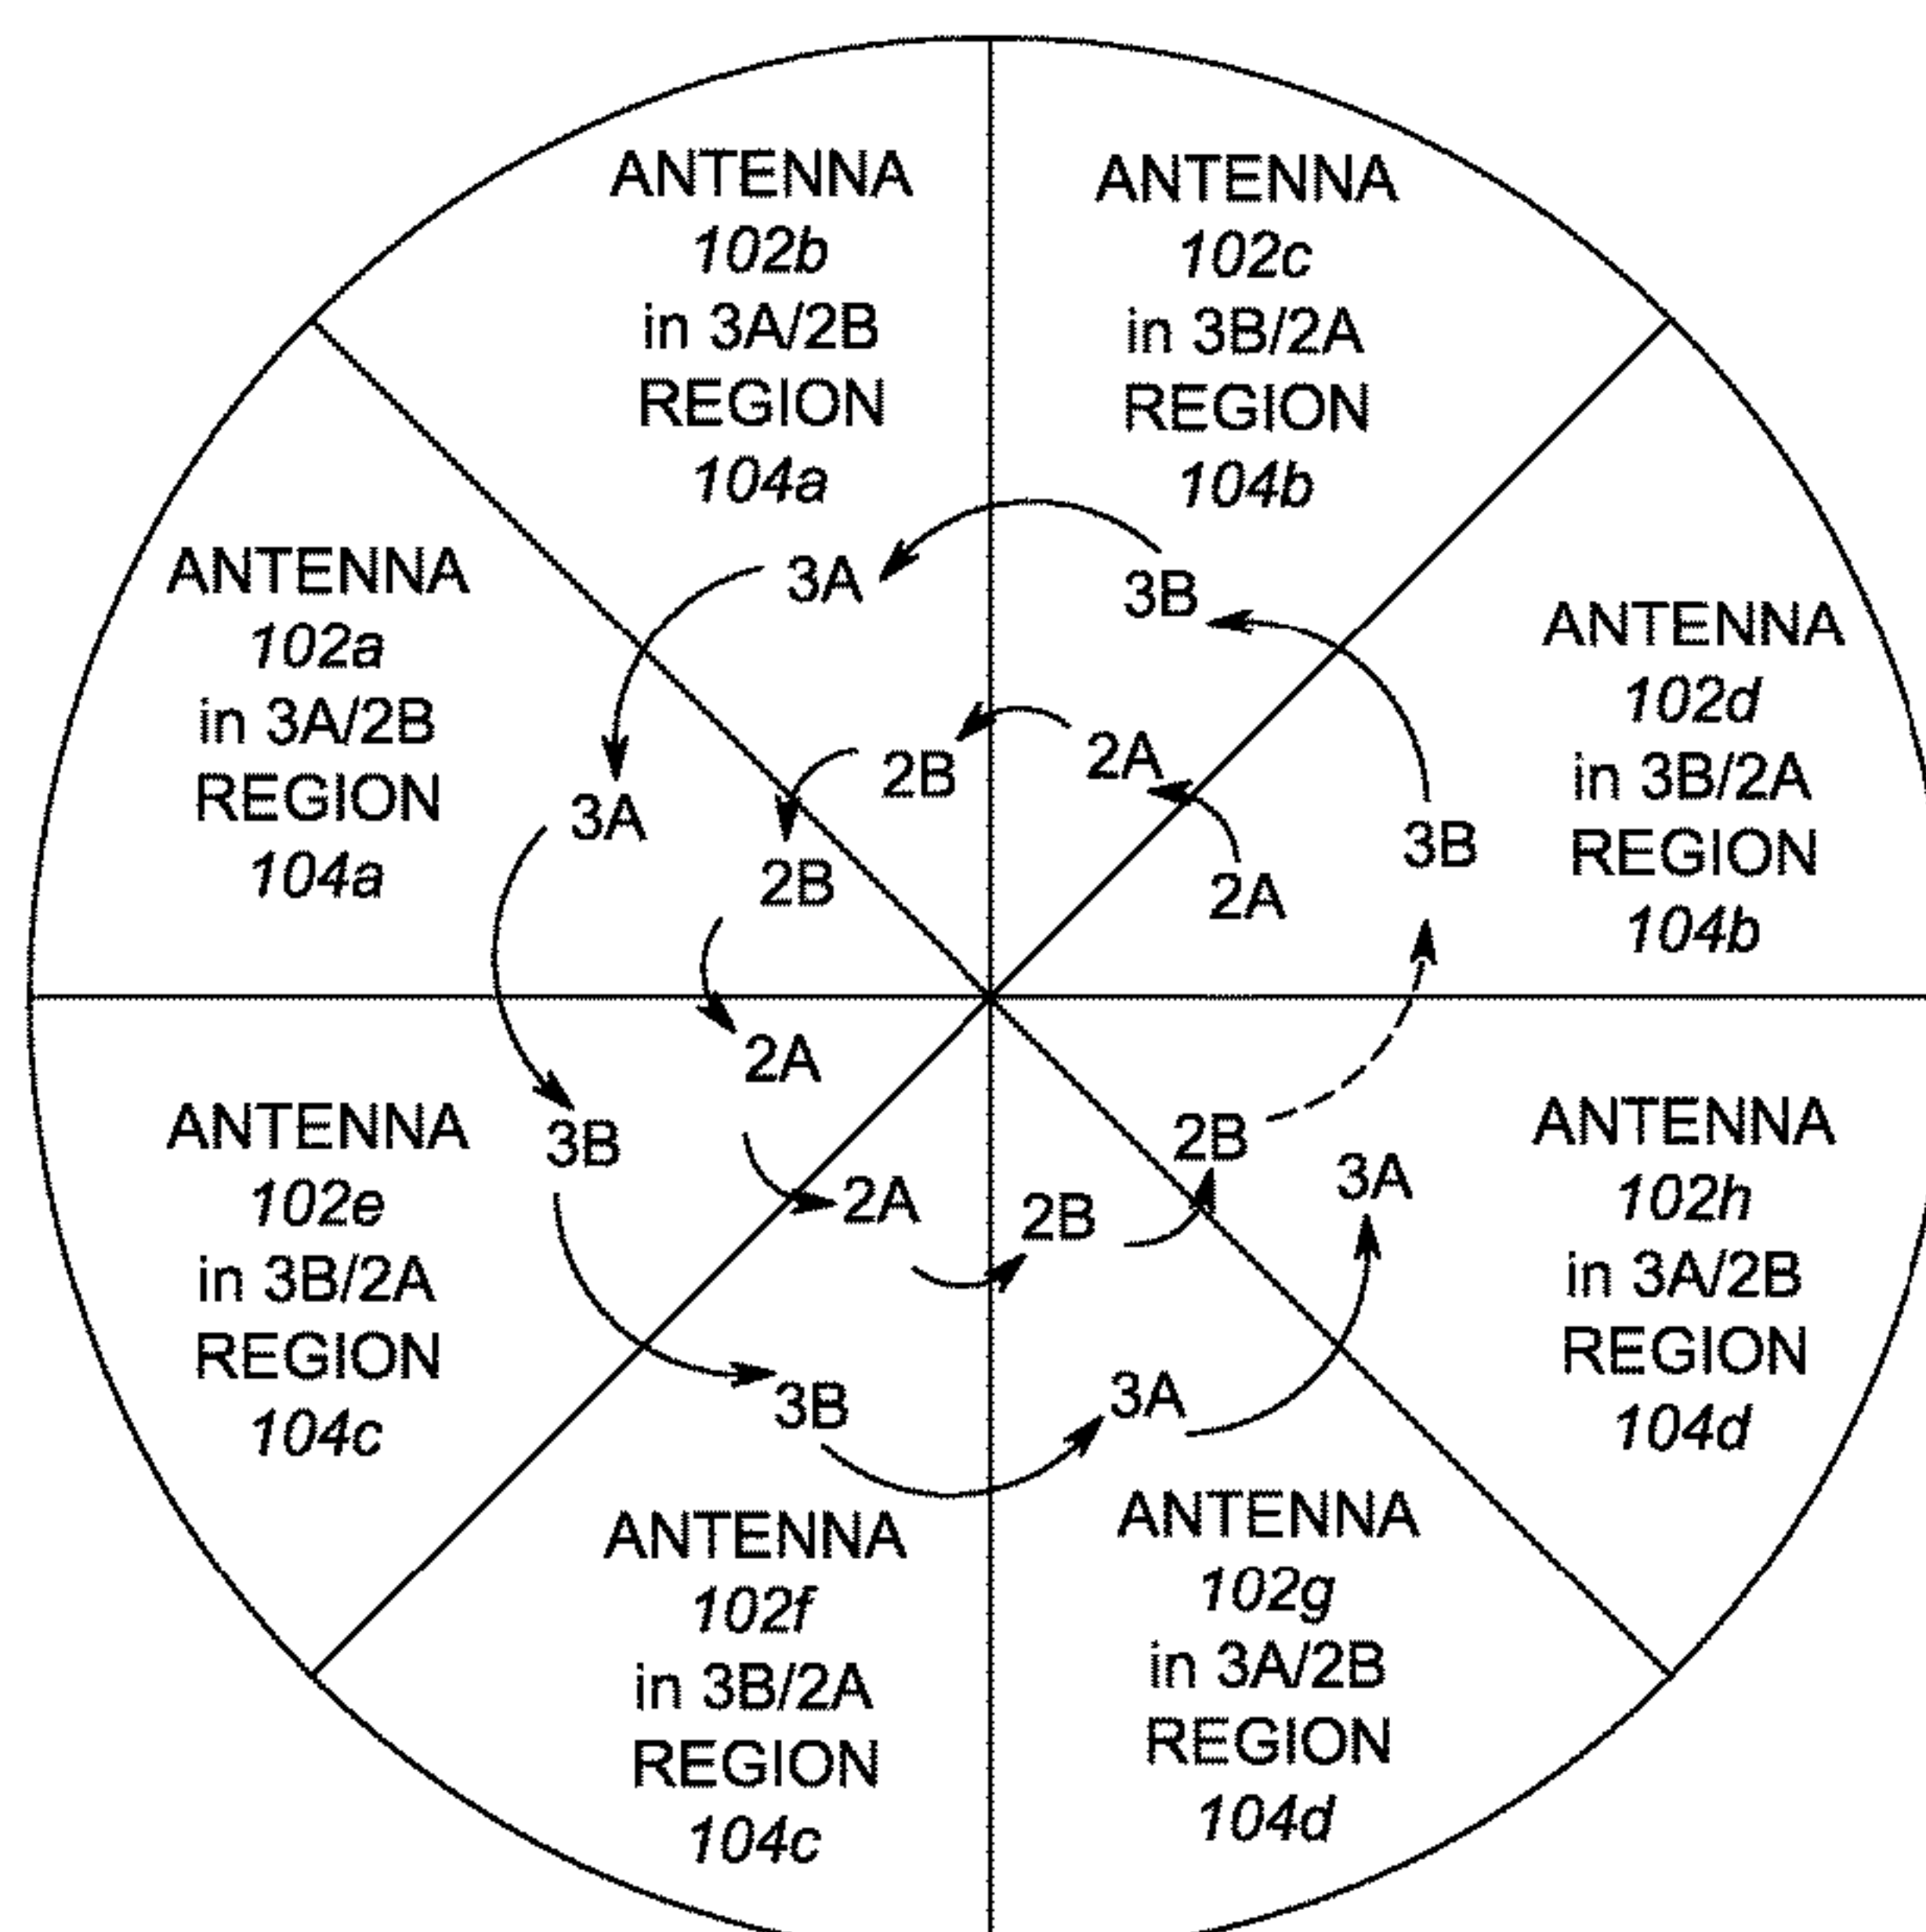 ANTENNA
102b
in 3A/2B
REGION
104a
ANTENNA
102c
in 3B/2A
REGION
104b
ANTENNA
102a
in 3A/2B
REGION
104a
ANTENNA
102d
in 3B/2A
REGION
104b
3A
3B
3A
2B
2A
3B
2B
2A
2A
3B
2A
2B
2B
3A
3B
3A
ANTENNA
102e
in 3B/2A
REGION
104c
ANTENNA
102h
in 3A/2B
REGION
104d
ANTENNA
102f
in 3B/2A
REGION
104c
ANTENNA
102g
in 3A/2B
REGION
104d